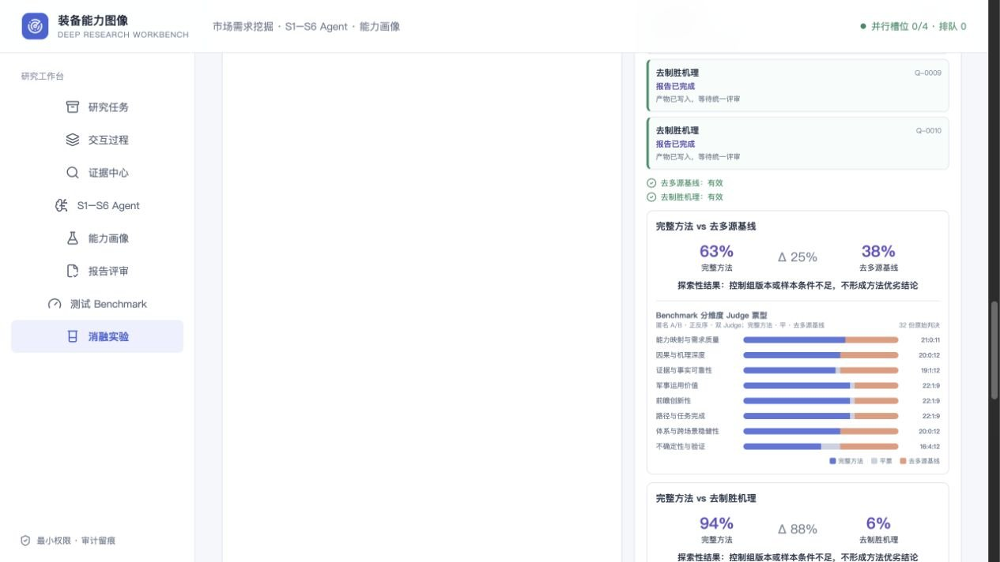 装备能力图像
DEEP RESEARCH WORKBENCH
市场需求挖掘 · S1—S6 Agent · 能力画像
并行槽位 0/4 · 排队 0
研究工作台
研究任务
交互过程
证据中心
S1—S6 Agent
能力画像
报告评审
测试 Benchmark
消融实验
最小权限 · 审计留痕
去制胜机理
Q—0009
报告已完成
产物已写入，等待统一评审
去制胜机理
Q—0010
报告已完成
产物已写入，等待统一评审
去多源基线：有效
去制胜机理：有效
完整方法 vs 去多源基线
63%
Δ 25%
38%
完整方法
去多源基线
探索性结果：控制组版本或样本条件不足，不形成方法优劣结论
Benchmark 分维度 Judge 票型
匿名 A/B · 正反序 · 双 Judge；完整方法 · 平 · 去多源基线
32 份原始判决
能力映射与需求质量 21:0:11
因果与机理深度 20:0:12
证据与事实可靠性 19:1:12
军事运用价值 22:1:9
前瞻创新性 22:1:9
路径与任务完成 22:1:9
体系与跨场景稳健性 20:0:12
不确定性与验证 16:4:12
完整方法 平票 去多源基线
完整方法 vs 去制胜机理
94%
Δ 88%
6%
完整方法
去制胜机理
探索性结果：控制组版本或样本条件不足，不形成方法优劣结论